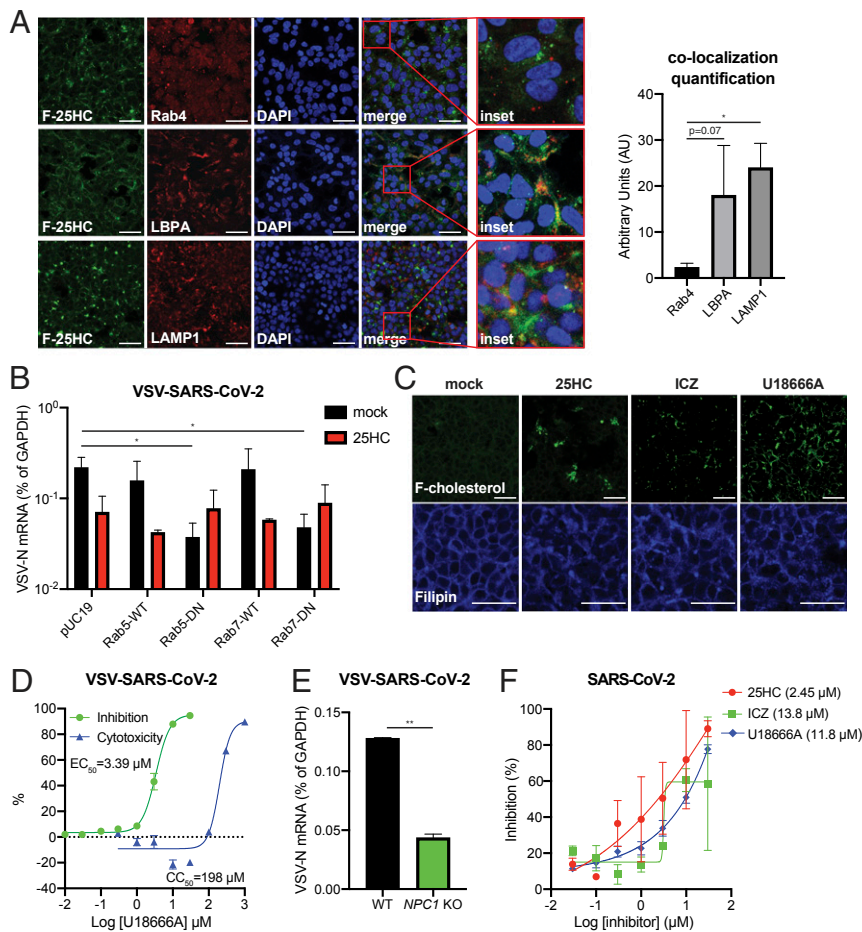 A
F-25HC
Rab4
DAPI
merge
inset
F-25HC
LBPA
DAPI
merge
inset
F-25HC
LAMP1
DAPI
merge
inset
co-localization
quantification
Arbitrary Units (AU)
40
30
20
10
0
*
p=0.07
Rab4
LBPA
LAMP1
B
VSV-SARS-CoV-2
VSV-N mRNA (% of GAPDH)
10^0
10^-1
10^-2
*
*
mock
25HC
pUC19
Rab5-WT
Rab5-DN
Rab7-WT
Rab7-DN
C
mock
25HC
ICZ
U18666A
F-cholesterol
Filipin
D
VSV-SARS-CoV-2
%
100
80
60
40
20
0
-20
-40
Inhibition
Cytotoxicity
EC50=3.39 μM
CC50=198 μM
-2 -1 0 1 2 3
Log [U18666A] μM
E
VSV-SARS-CoV-2
VSV-N mRNA (% of GAPDH)
0.15
0.10
0.05
0.00
**
WT
NPC1 KO
F
SARS-CoV-2
Inhibition (%)
100
80
60
40
20
0
-2 -1 0 1 2
Log [inhibitor] (μM)
25HC (2.45 μM)
ICZ (13.8 μM)
U18666A (11.8 μM)